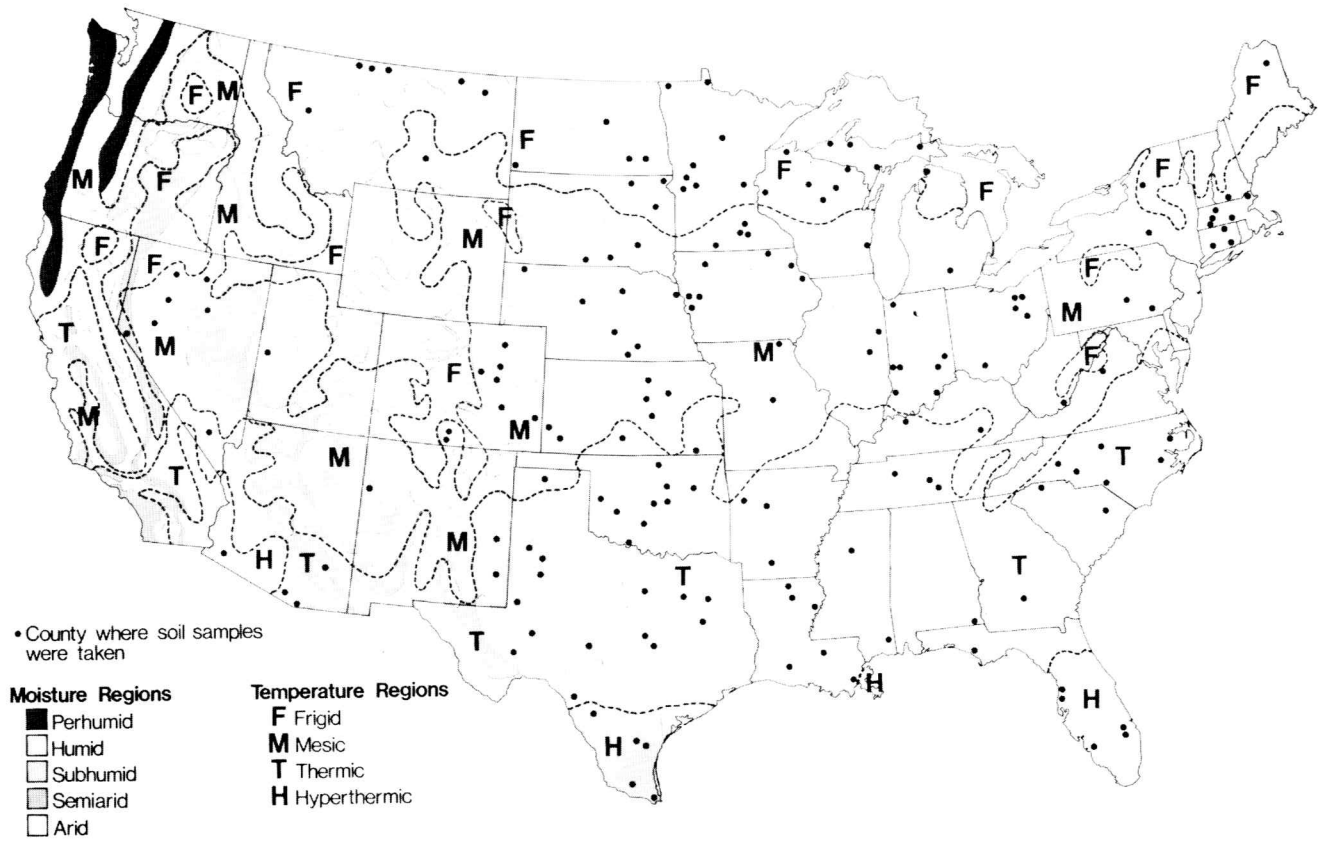 F
M
F
F
F
F
F
F
M
F
F
M
F
M
F
F
F
F
M
F
M
T
M
F
M
F
M
M
M
T
T
M
H
T
M
T
T
T
H
H
H
• County where soil samples
were taken
Moisture Regions
Perhumid
Humid
Subhumid
Semiarid
Arid
Temperature Regions
F Frigid
M Mesic
T Thermic
H Hyperthermic